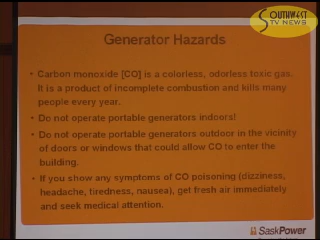 SOUTHWEST
TV NEWS
Generator Hazards
• Carbon monoxide [CO] is a colorless, odorless toxic gas.
It is a product of incomplete combustion and kills many
people every year.
• Do not operate portable generators indoors!
• Do not operate portable generators outdoor in the vicinity
of doors or windows that could allow CO to enter the
building.
• If you show any symptoms of CO poisoning (dizziness,
headache, tiredness, nausea), get fresh air immediately
and seek medical attention.
SaskPower